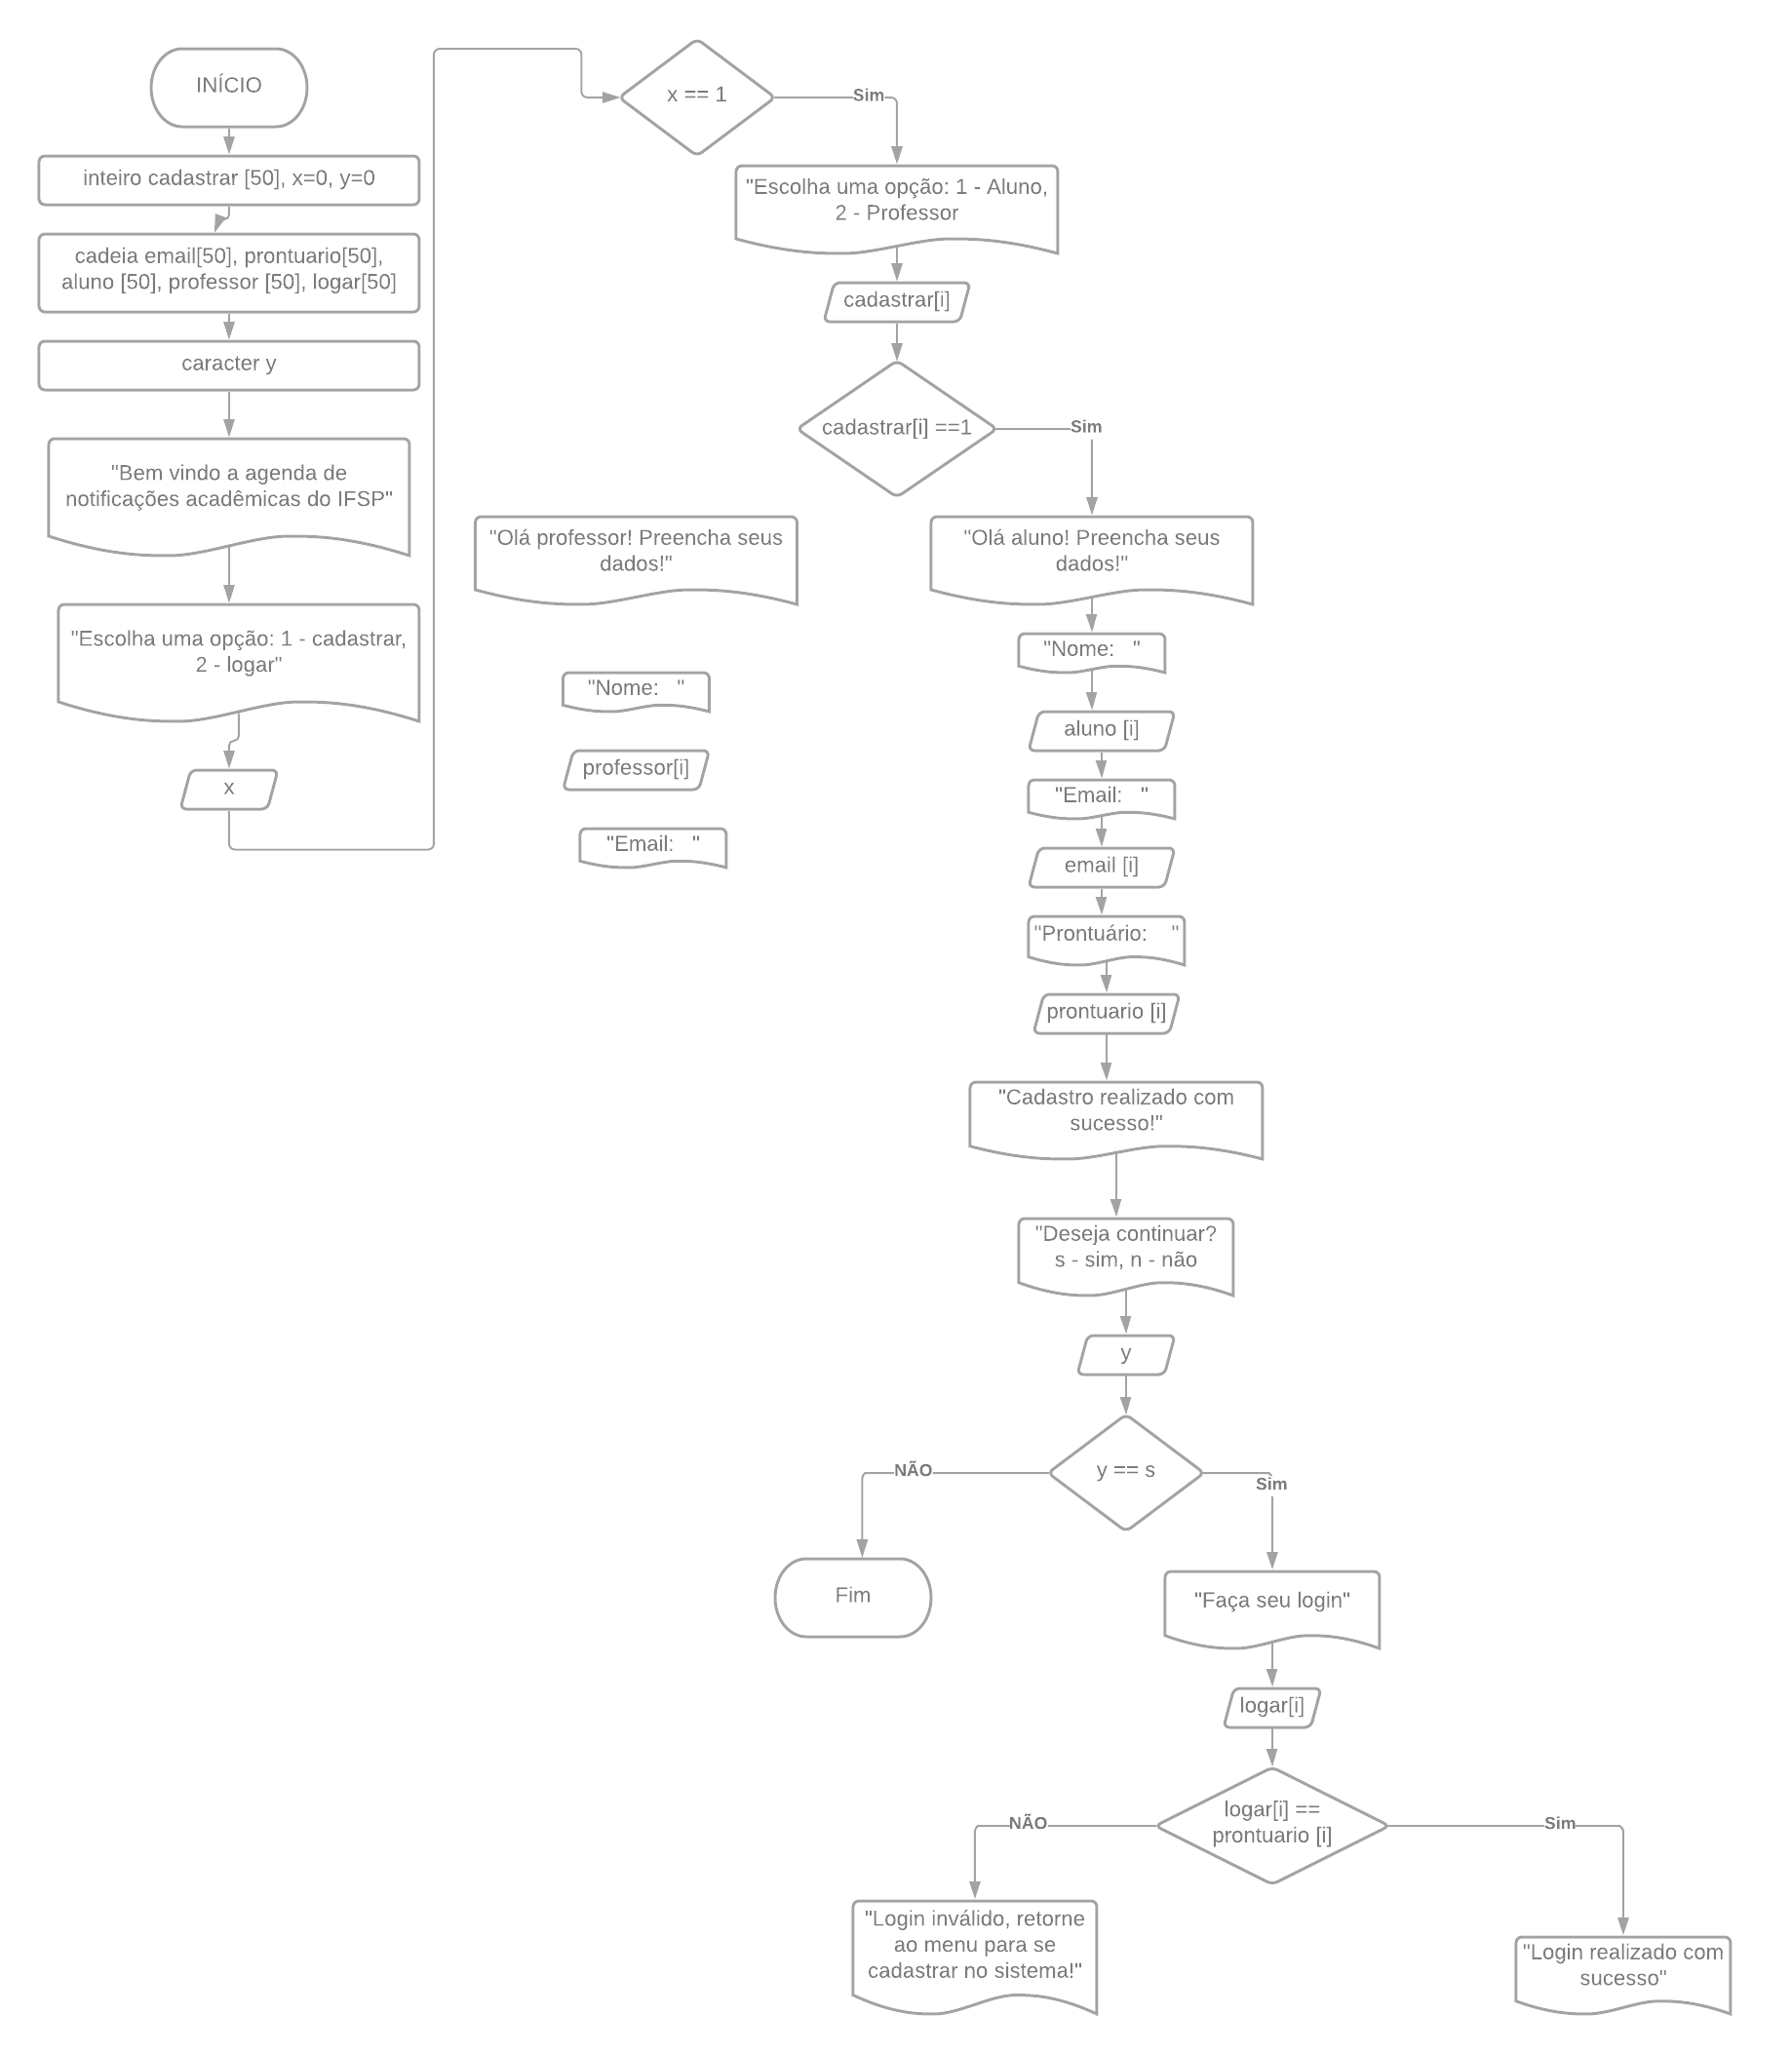 INÍCIO
inteiro cadastrar [50], x=0, y=0
cadeia email[50], prontuario[50],
aluno [50], professor [50], logar[50]
caracter y
"Bem vindo a agenda de
notificações acadêmicas do IFSP"
"Escolha uma opção: 1 - cadastrar,
2 - logar"
x
x == 1
Sim
"Escolha uma opção: 1 - Aluno,
2 - Professor
cadastrar[i]
cadastrar[i] ==1
Sim
"Olá professor! Preencha seus
dados!"
"Nome:   "
professor[i]
"Email:   "
"Olá aluno! Preencha seus
dados!"
"Nome:   "
aluno [i]
"Email:   "
email [i]
"Prontuário:    "
prontuario [i]
"Cadastro realizado com
sucesso!"
"Deseja continuar?
s - sim, n - não
y
y == s
NÃO
Sim
Fim
"Faça seu login"
logar[i]
logar[i] ==
prontuario [i]
NÃO
Sim
"Login inválido, retorne
ao menu para se
cadastrar no sistema!"
"Login realizado com
sucesso"